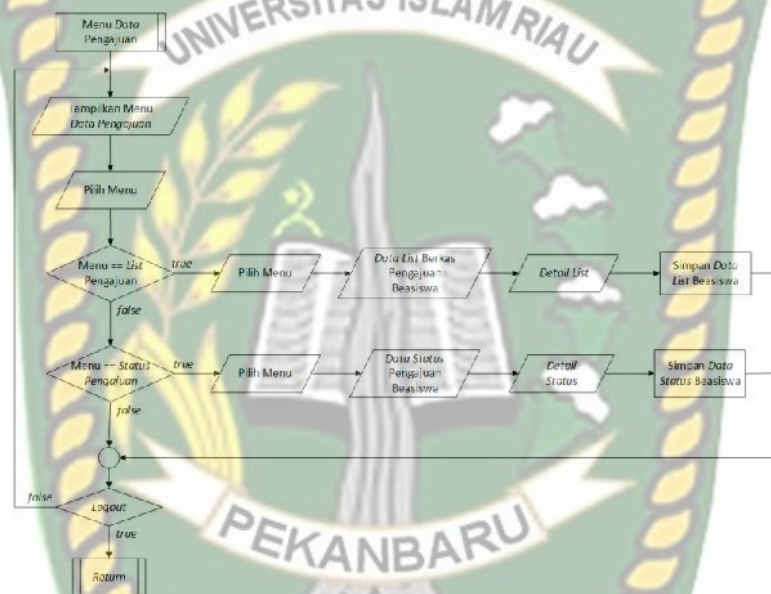 UNIVERSITAS ISLAM RIAU
Menu Data
Pengajuan
Tampilkan Menu
Data Pengajuan
Pilih Menu
Menu == List
Pengajuan
true
Pilih Menu
Data List Berkas
Pengajuan
Beasiswa
Detail List
Simpan Data
List Beasiswa
false
Menu == Status
Pengajuan
true
Pilih Menu
Data Status
Pengajuan
Beasiswa
Detail
Status
Simpan Data
Status Beasiswa
false
false
Logout
true
Return
PEKANBARU